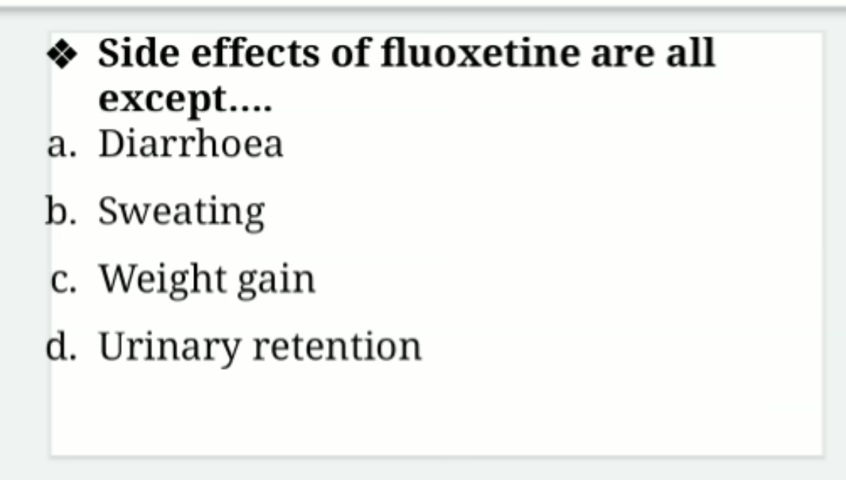 ❖ Side effects of fluoxetine are all
except....
a. Diarrhoea
b. Sweating
c. Weight gain
d. Urinary retention